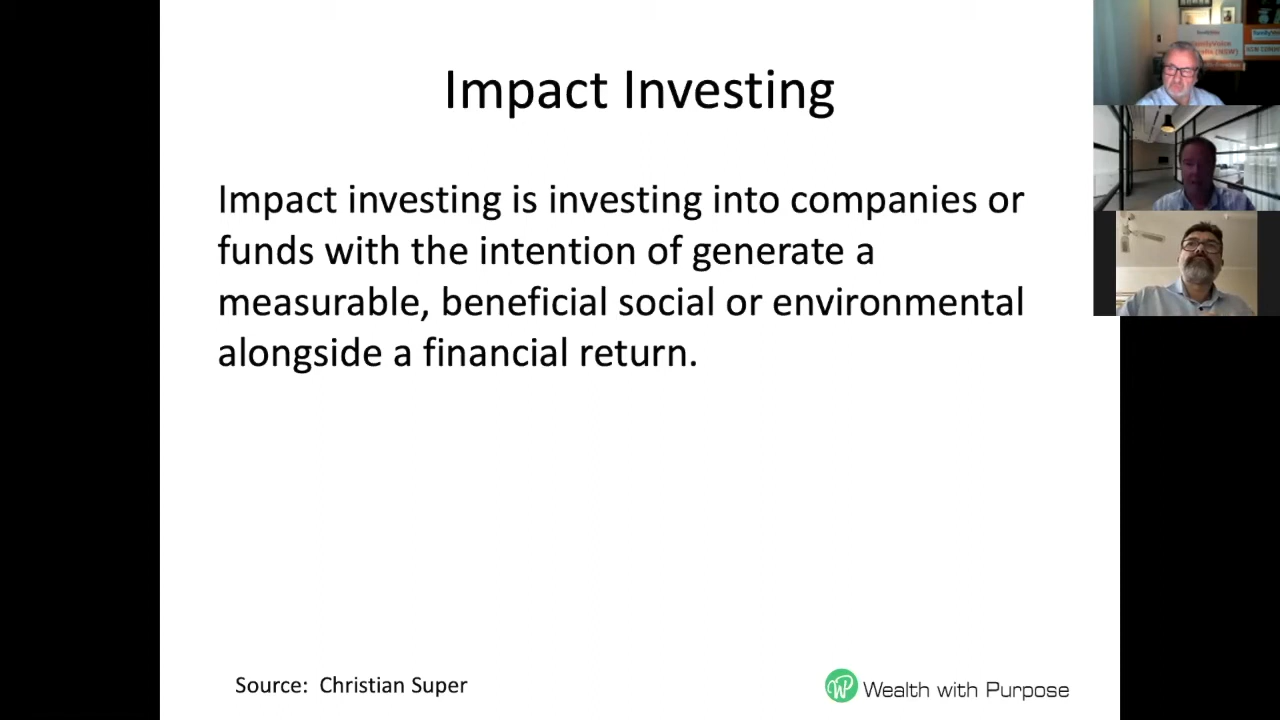 Impact Investing
Impact investing is investing into companies or
funds with the intention of generate a
measurable, beneficial social or environmental
alongside a financial return.
Source: Christian Super
Wealth with Purpose